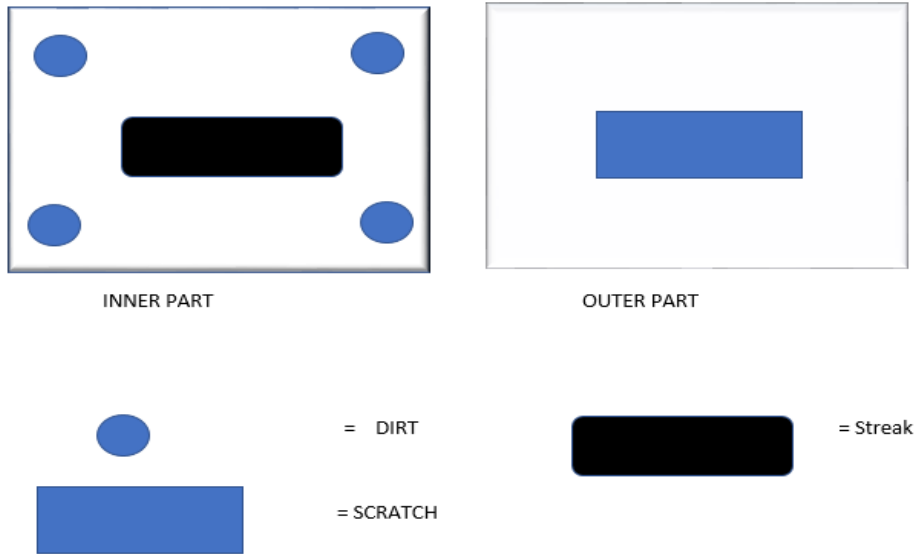 INNER PART
OUTER PART
= DIRT
= Streak
= SCRATCH